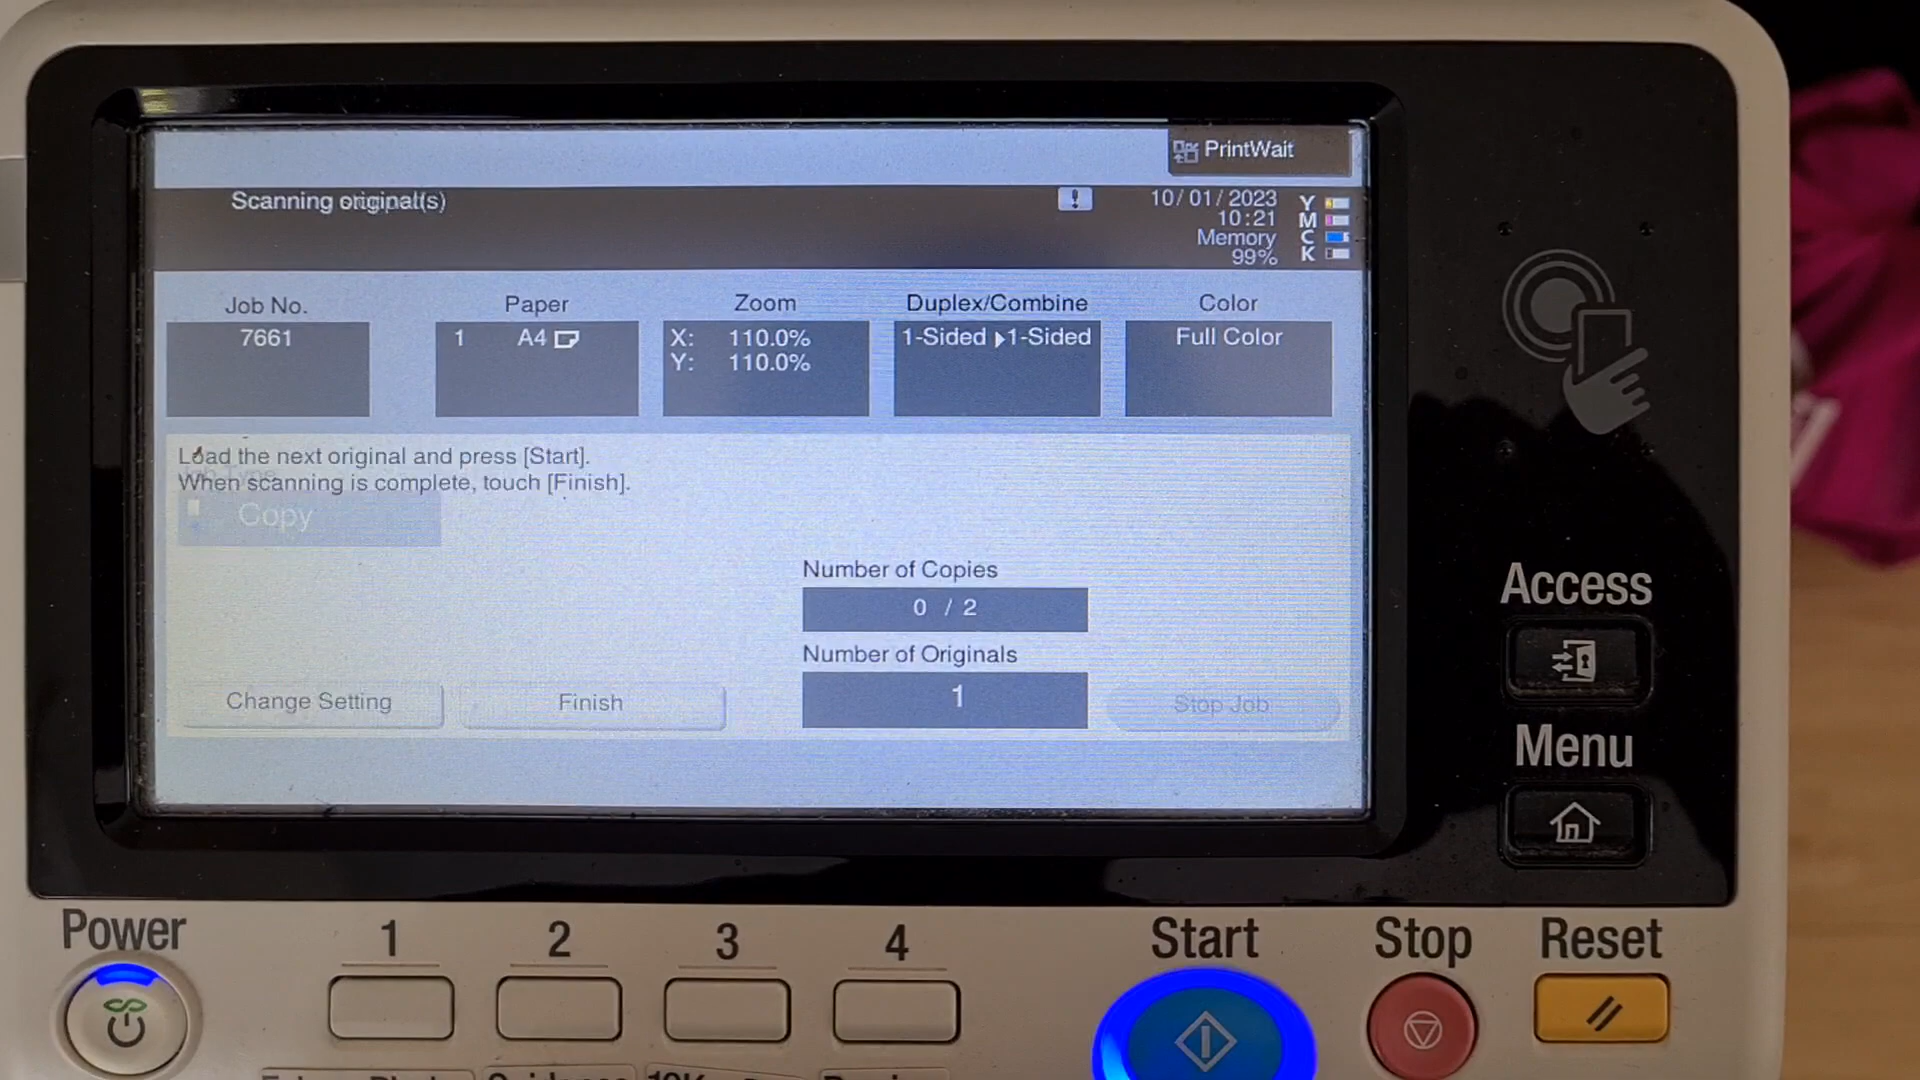 PrintWait
Scanning original(s)
10/01/2023
10:21
Memory
99%
Y
M
C
K
Job No.
7661
Paper
1 A4
Zoom
X: 110.0%
Y: 110.0%
Duplex/Combine
1-Sided ▶1-Sided
Color
Full Color
Load the next original and press [Start].
When scanning is complete, touch [Finish].
Job Type
Copy
Number of Copies
0 / 2
Number of Originals
1
Change Setting
Finish
Stop Job
Access
Menu
Power
1
2
3
4
Start
Stop
Reset